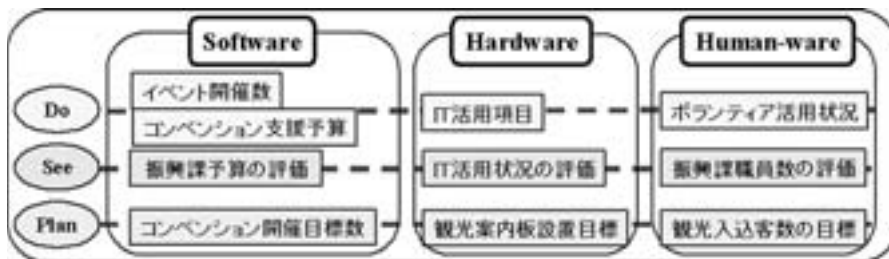 Software
Hardware
Human-ware
Do
イベント開催数
コンベンション支援予算
IT活用項目
ボランティア活用状況
See
振興課予算の評価
IT活用状況の評価
振興課職員数の評価
Plan
コンベンション開催目標数
観光案内板設置目標
観光入込客数の目標